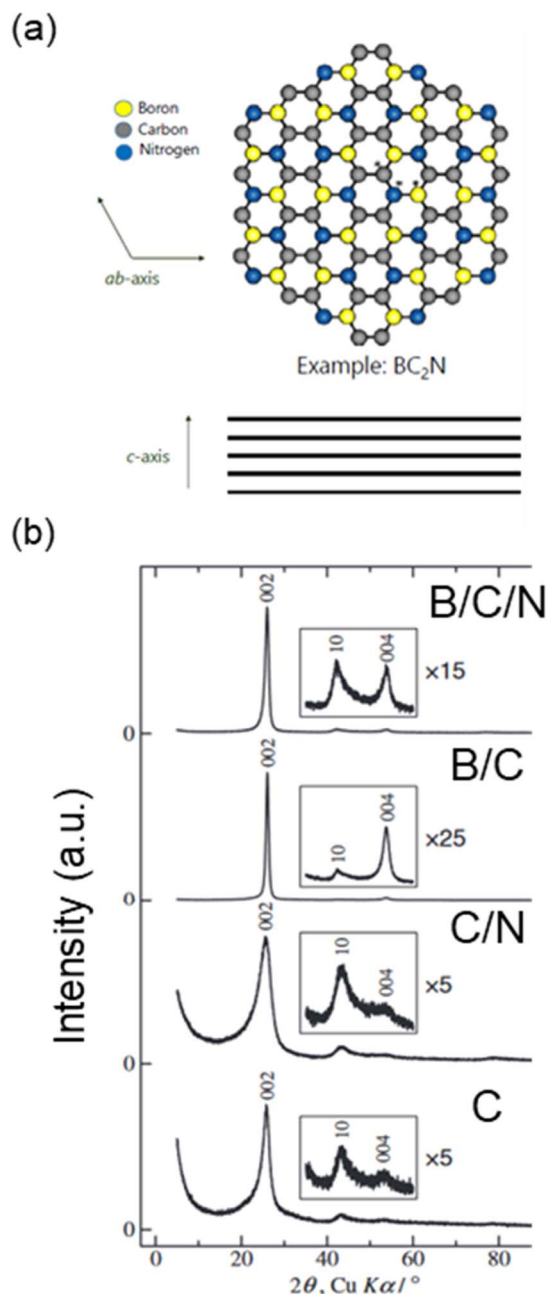 (a)
Boron
Carbon
Nitrogen
ab-axis
Example: BC₂N
c-axis
(b)
B/C/N
002
10
004
×15
0
B/C
002
10
004
×25
0
C/N
002
10
004
×5
0
C
002
10
004
×5
0
Intensity (a.u.)
0 20 40 60 80
2θ, Cu Kα/°